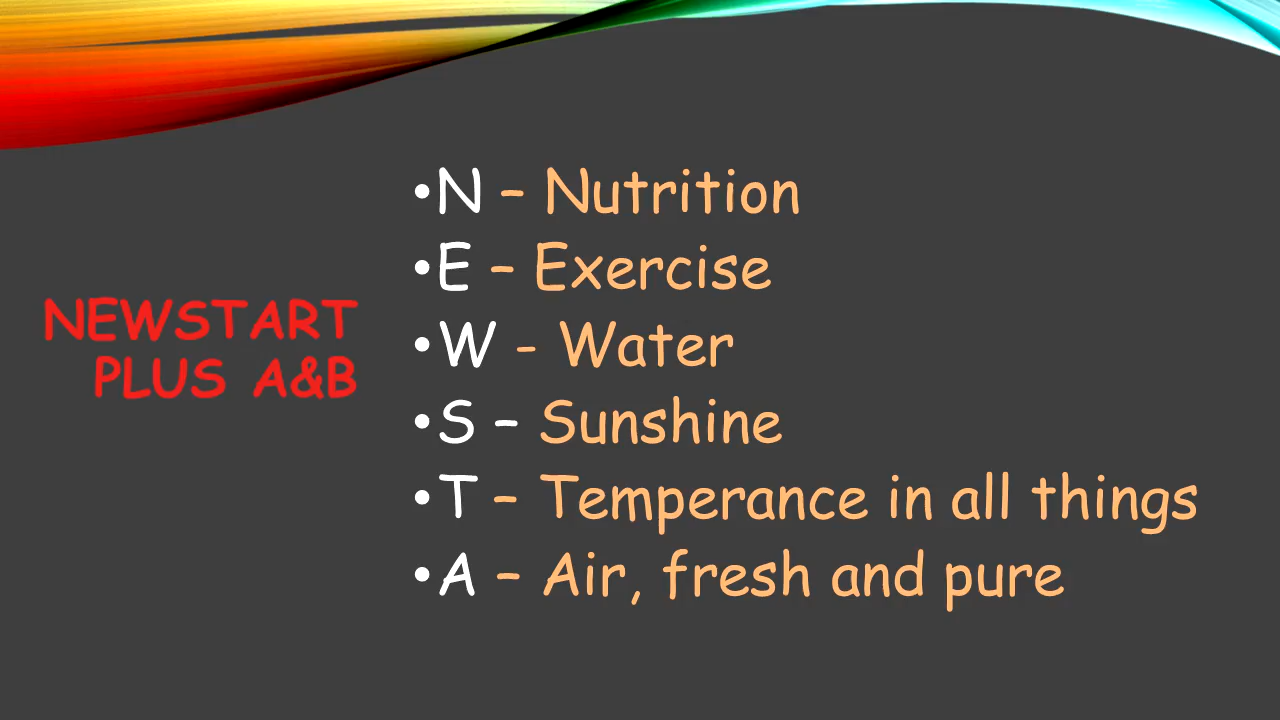 NEWSTART
PLUS A&B
•N – Nutrition
•E – Exercise
•W - Water
•S – Sunshine
•T – Temperance in all things
•A – Air, fresh and pure